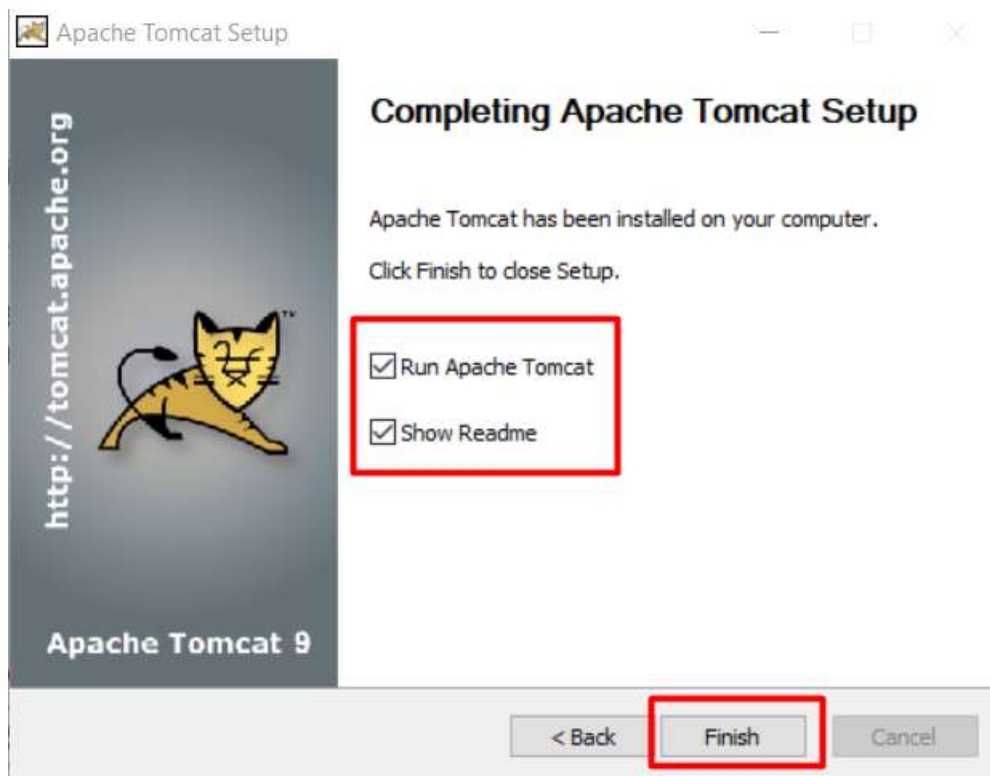 Apache Tomcat Setup
http://tomcat.apache.org
Apache Tomcat 9
Completing Apache Tomcat Setup
Apache Tomcat has been installed on your computer.
Click Finish to close Setup.
Run Apache Tomcat
Show Readme
< Back
Finish
Cancel
TM